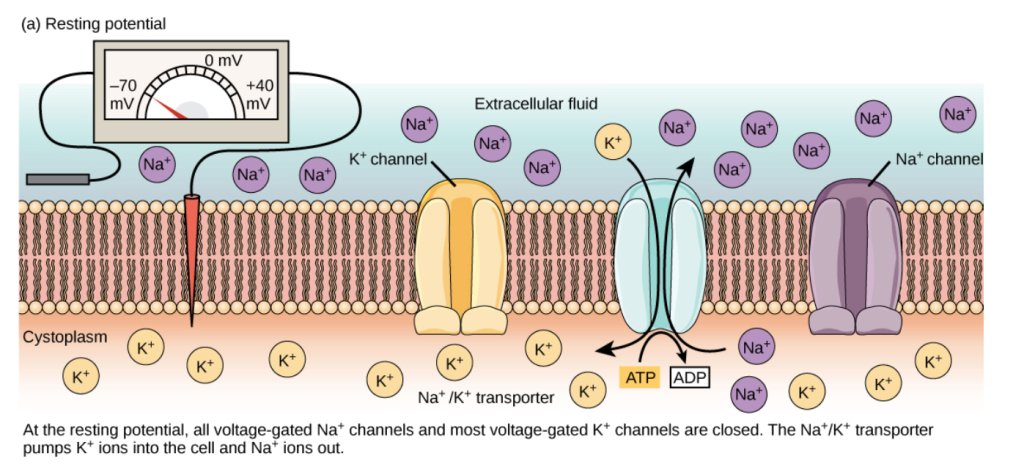 (a) Resting potential
0 mV
–70
mV
+40
mV
Extracellular fluid
Na⁺
Na⁺
K⁺
Na⁺
Na⁺
Na⁺
Na⁺
Na⁺
Na⁺
K⁺ channel
Na⁺ channel
Na⁺
Na⁺
Na⁺
Na⁺
Cystoplasm
K⁺
K⁺
K⁺
K⁺
K⁺
K⁺
K⁺
K⁺
Na⁺
K⁺
K⁺
K⁺
Na⁺
ATP
ADP
Na⁺/K⁺ transporter
At the resting potential, all voltage-gated Na⁺ channels and most voltage-gated K⁺ channels are closed. The Na⁺/K⁺ transporter
pumps K⁺ ions into the cell and Na⁺ ions out.